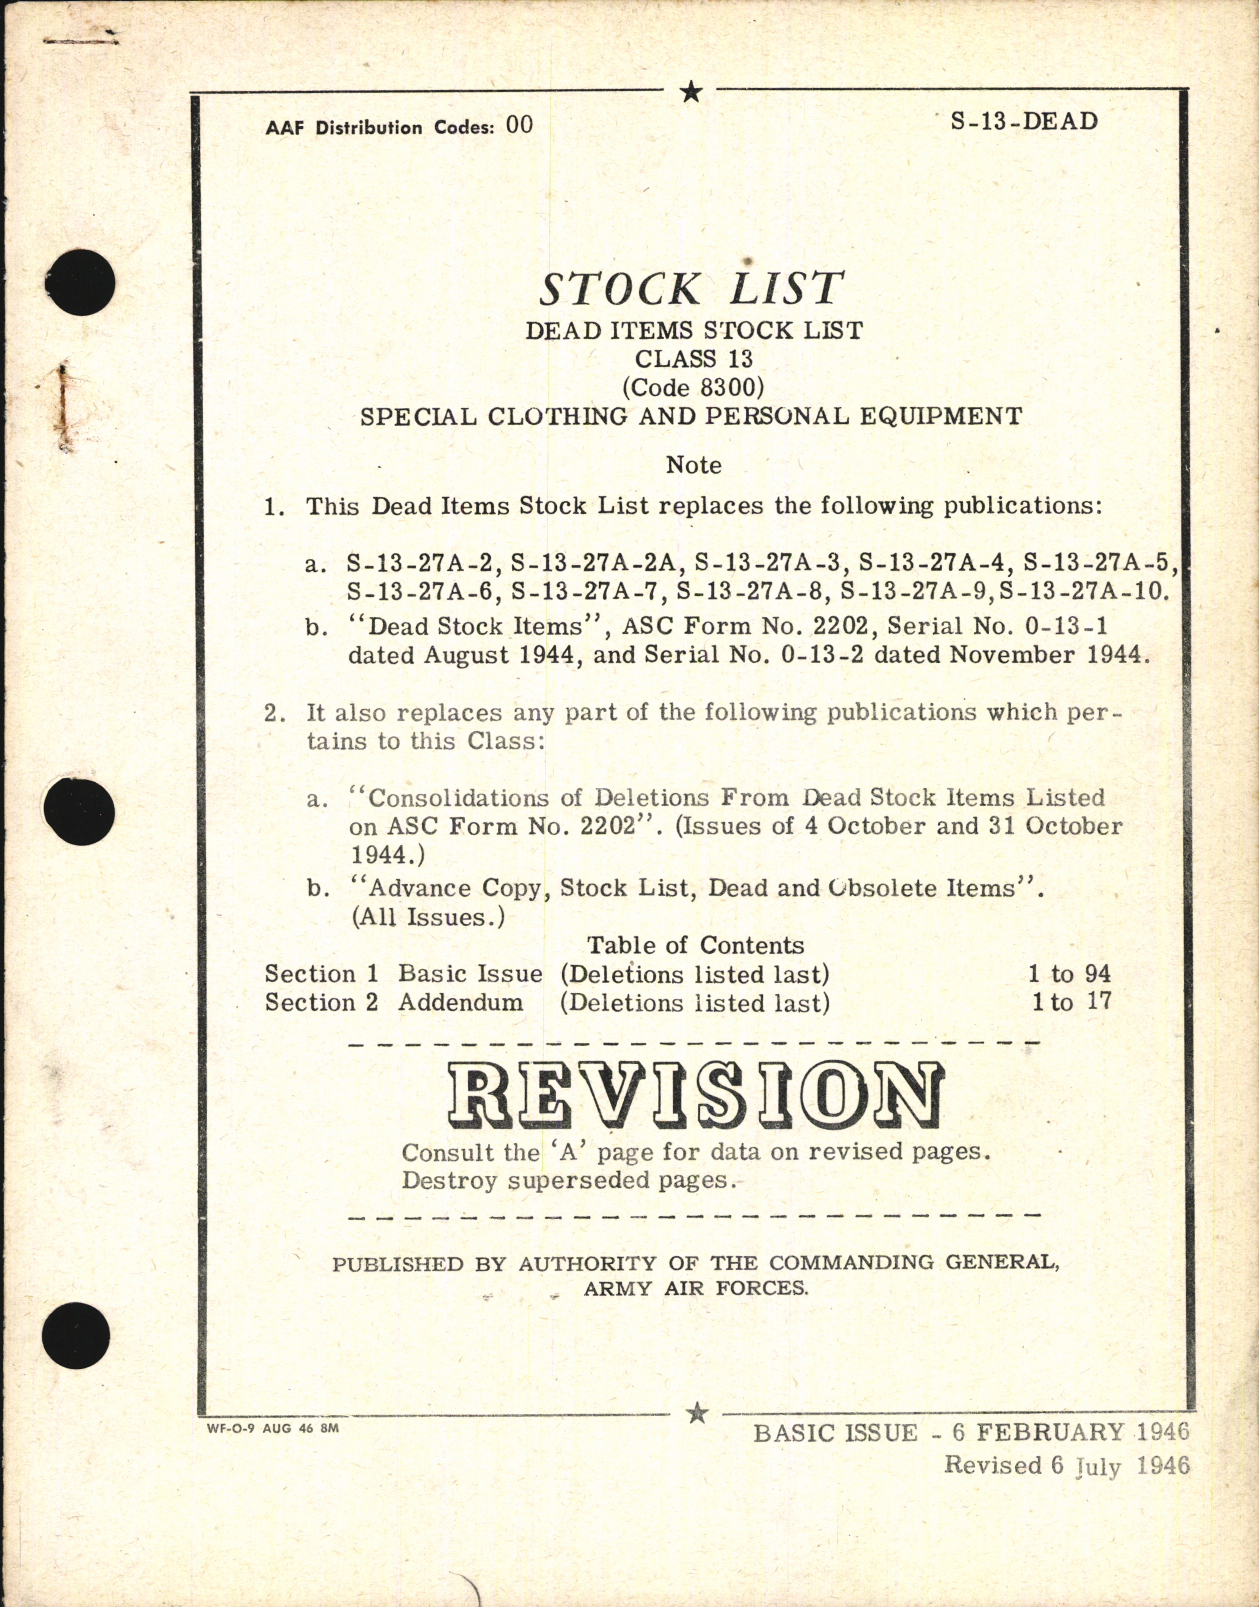 AAF Distribution Codes: 00
S-13-DEAD
STOCK LIST
DEAD ITEMS STOCK LIST
CLASS 13
(Code 8300)
SPECIAL CLOTHING AND PERSONAL EQUIPMENT
Note
1. This Dead Items Stock List replaces the following publications:
a. S-13-27A-2, S-13-27A-2A, S-13-27A-3, S-13-27A-4, S-13-27A-5,
S-13-27A-6, S-13-27A-7, S-13-27A-8, S-13-27A-9, S-13-27A-10.
b. "Dead Stock Items", ASC Form No. 2202, Serial No. 0-13-1
dated August 1944, and Serial No. 0-13-2 dated November 1944.
2. It also replaces any part of the following publications which per-
tains to this Class:
a. "Consolidations of Deletions From Dead Stock Items Listed
on ASC Form No. 2202". (Issues of 4 October and 31 October
1944.)
b. "Advance Copy, Stock List, Dead and Obsolete Items".
(All Issues.)
Table of Contents
Section 1 Basic Issue (Deletions listed last) 1 to 94
Section 2 Addendum (Deletions listed last) 1 to 17
REVISION
Consult the 'A' page for data on revised pages.
Destroy superseded pages.
PUBLISHED BY AUTHORITY OF THE COMMANDING GENERAL,
ARMY AIR FORCES.
WF-O-9 AUG 46 8M
BASIC ISSUE - 6 FEBRUARY 1946
Revised 6 July 1946